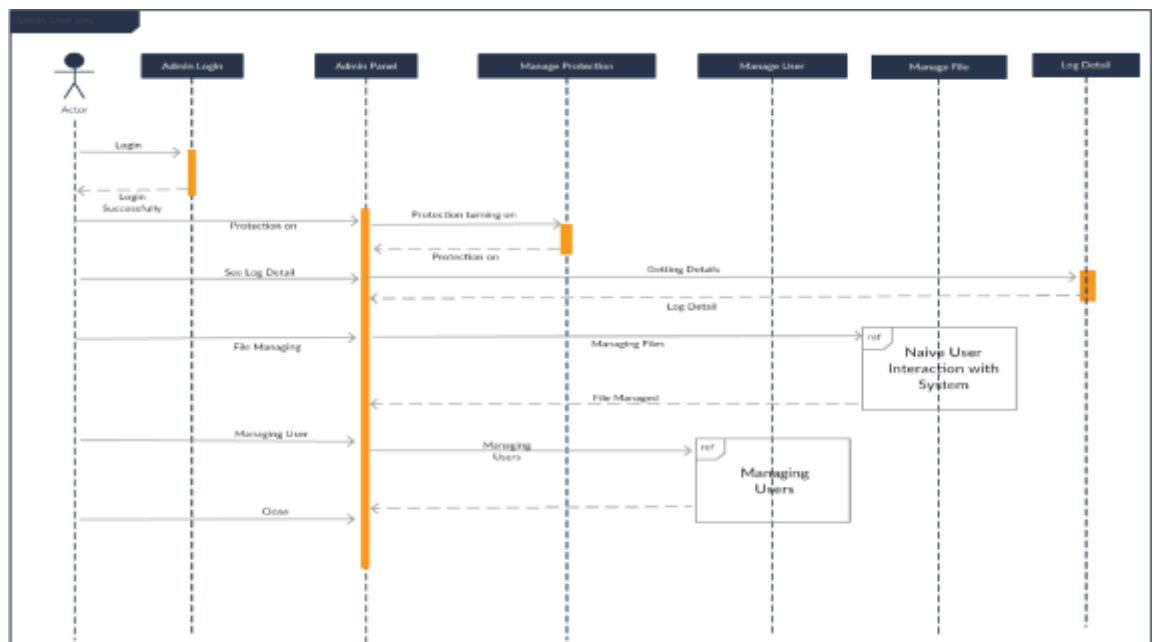 Admin Login
Admin Panel
Manage Protection
Manage User
Manage File
Log Detail
Actor
Login
Login
Successfully
Protection on
Protection turning on
Protection on
See Log Detail
Getting Details
Log Detail
File Managing
Managing Files
ref
Naive User
Interaction with
System
File Managed
Managing User
Managing
Users
ref
Managing
Users
Close